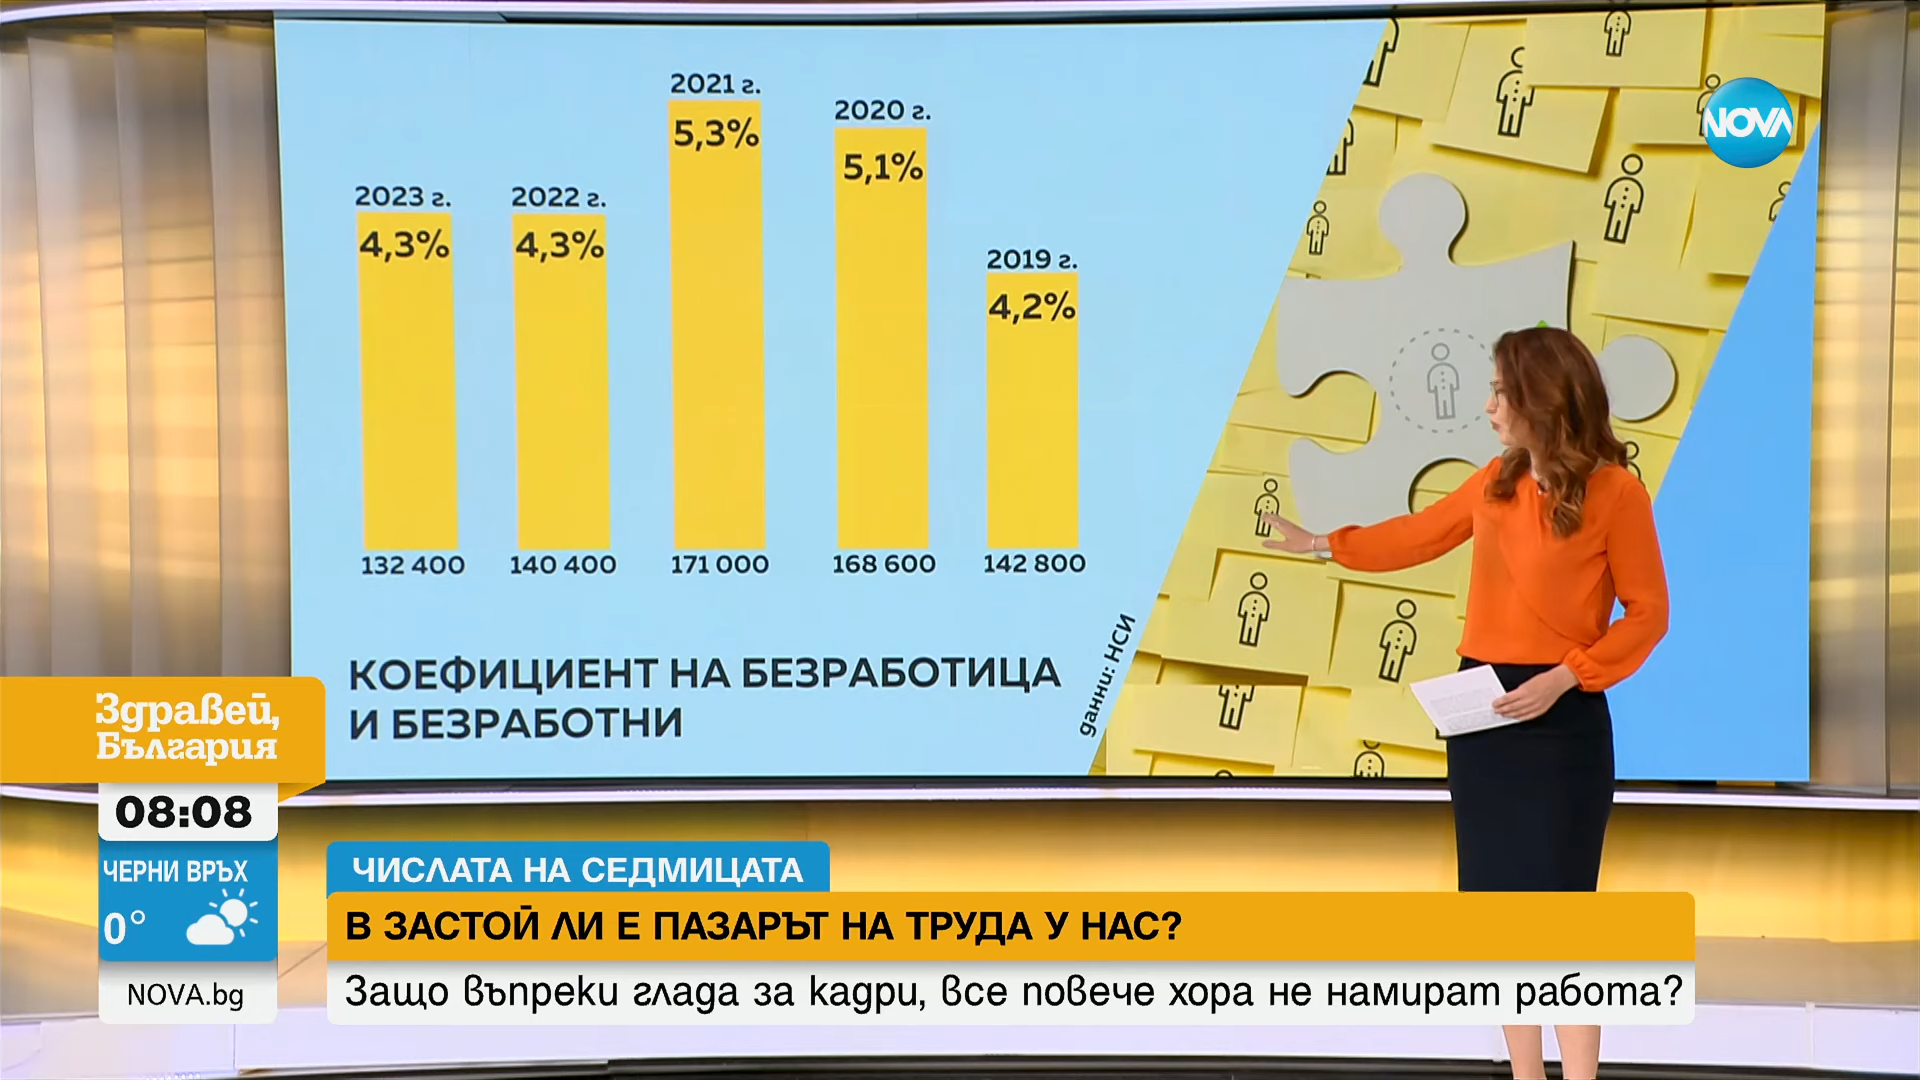 2021 г.
5,3%
2020 г.
5,1%
2023 г.
4,3%
2022 г.
4,3%
2019 г.
4,2%
132 400
140 400
171 000
168 600
142 800
КОЕФИЦИЕНТ НА БЕЗРАБОТИЦА
И БЕЗРАБОТНИ
данни: НСИ
NOVA
Здравей,
България
08:08
ЧЕРНИ ВРЪХ
0°
NOVA.bg
ЧИСЛАТА НА СЕДМИЦАТА
В ЗАСТОЙ ЛИ Е ПАЗАРЪТ НА ТРУДА У НАС?
Защо въпреки глада за кадри, все повече хора не намират работа?